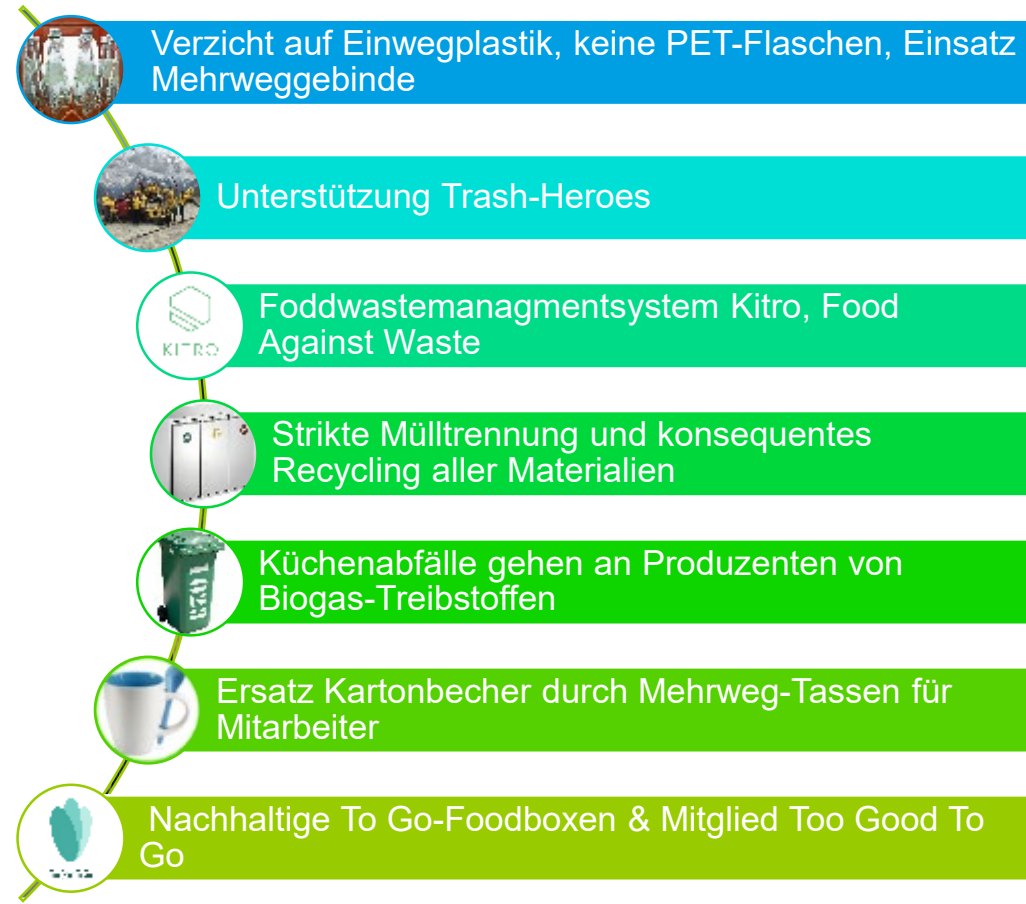 Verzicht auf Einwegplastik, keine PET-Flaschen, Einsatz
Mehrweggebinde
Unterstützung Trash-Heroes
Foddwastemanagmentsystem Kitro, Food
Against Waste
KITRO
Strikte Mülltrennung und konsequentes
Recycling aller Materialien
Küchenabfälle gehen an Produzenten von
Biogas-Treibstoffen
Ersatz Kartonbecher durch Mehrweg-Tassen für
Mitarbeiter
Nachhaltige To Go-Foodboxen & Mitglied Too Good To
Go